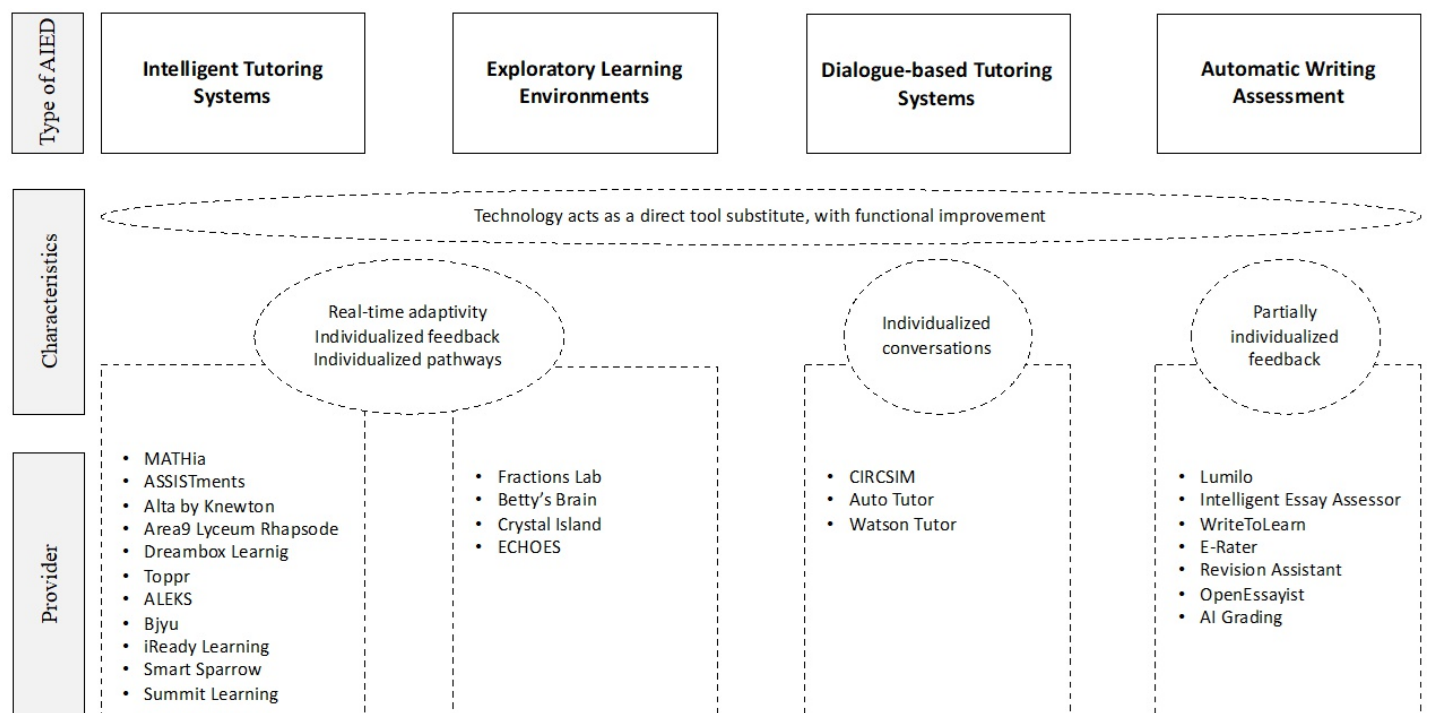 Type of AIED
Intelligent Tutoring
Systems
Exploratory Learning
Environments
Dialogue-based Tutoring
Systems
Automatic Writing
Assessment
Characteristics
Technology acts as a direct tool substitute, with functional improvement
Real-time adaptivity
Individualized feedback
Individualized pathways
Individualized
conversations
Partially
individualized
feedback
Provider
• MATHia
• ASSISTments
• Alta by Knewton
• Area9 Lyceum Rhapsode
• Dreambox Learnig
• Toppr
• ALEKS
• Bjyu
• iReady Learning
• Smart Sparrow
• Summit Learning
• Fractions Lab
• Betty's Brain
• Crystal Island
• ECHOES
• CIRCSIM
• Auto Tutor
• Watson Tutor
• Lumilo
• Intelligent Essay Assessor
• WriteToLearn
• E-Rater
• Revision Assistant
• OpenEssayist
• AI Grading